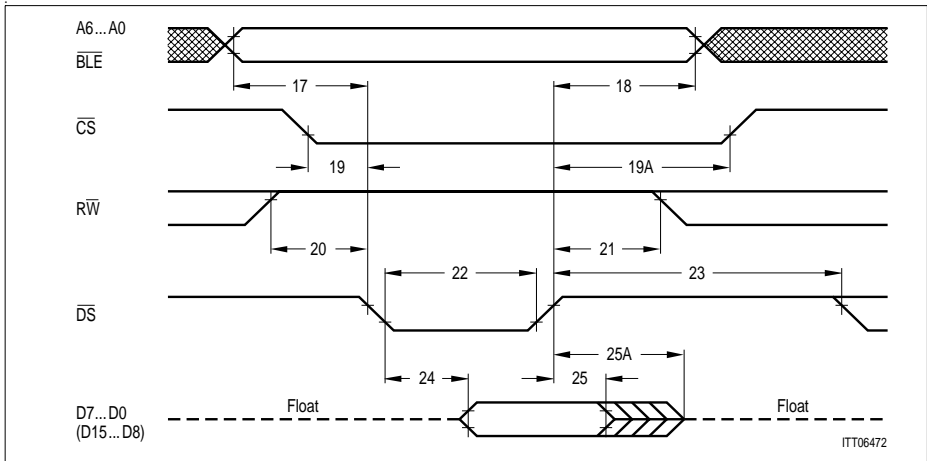 A6...A0
BLE
17
18
CS
19
19A
RW
20
21
22
23
DS
25A
24
25
Float
Float
D7...D0
(D15...D8)
ITT06472